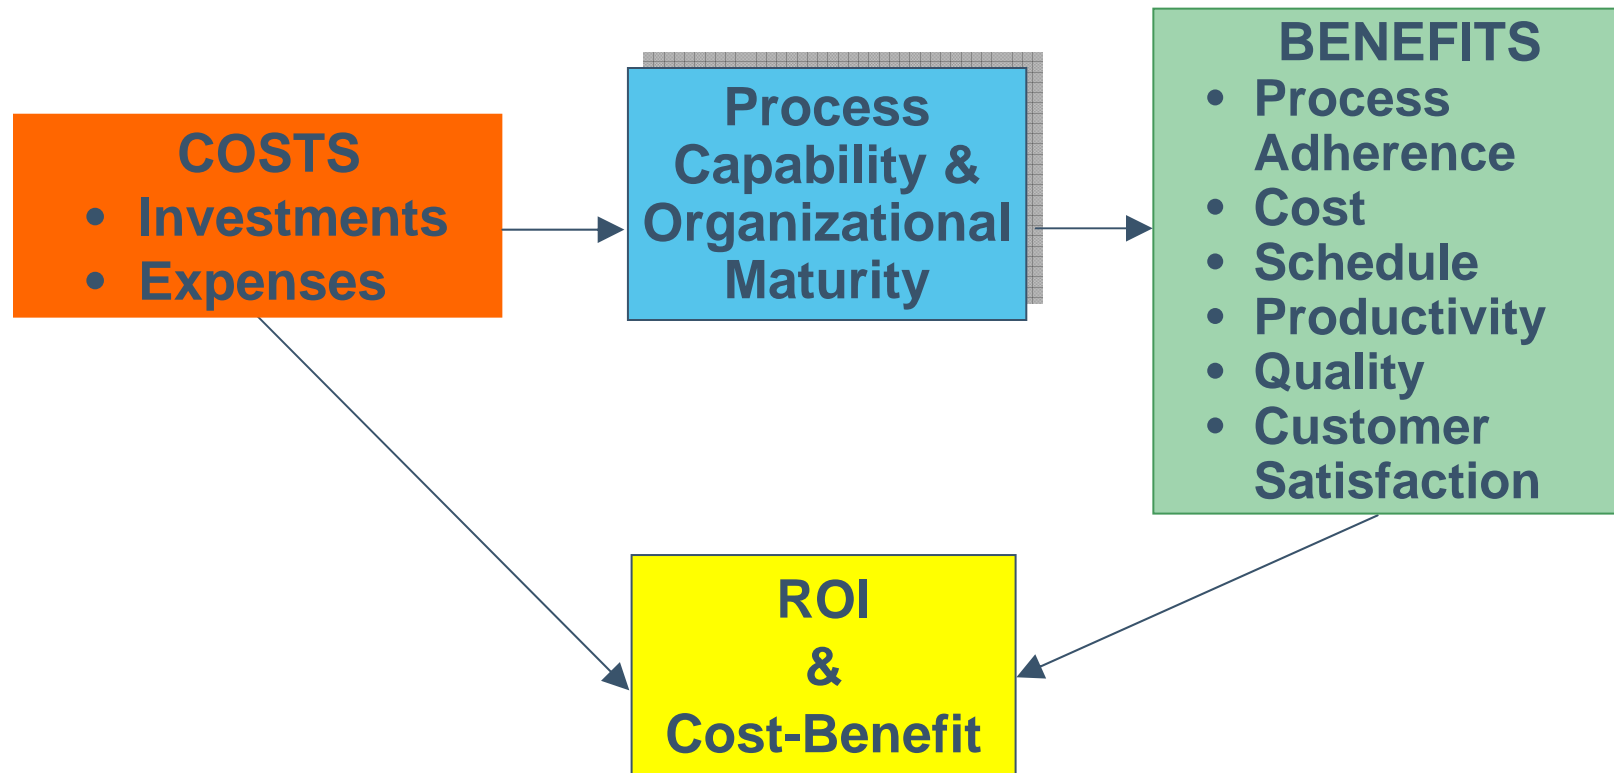 COSTS
• Investments
• Expenses
Process
Capability &
Organizational
Maturity
BENEFITS
• Process
Adherence
• Cost
• Schedule
• Productivity
• Quality
• Customer
Satisfaction
ROI
&
Cost-Benefit